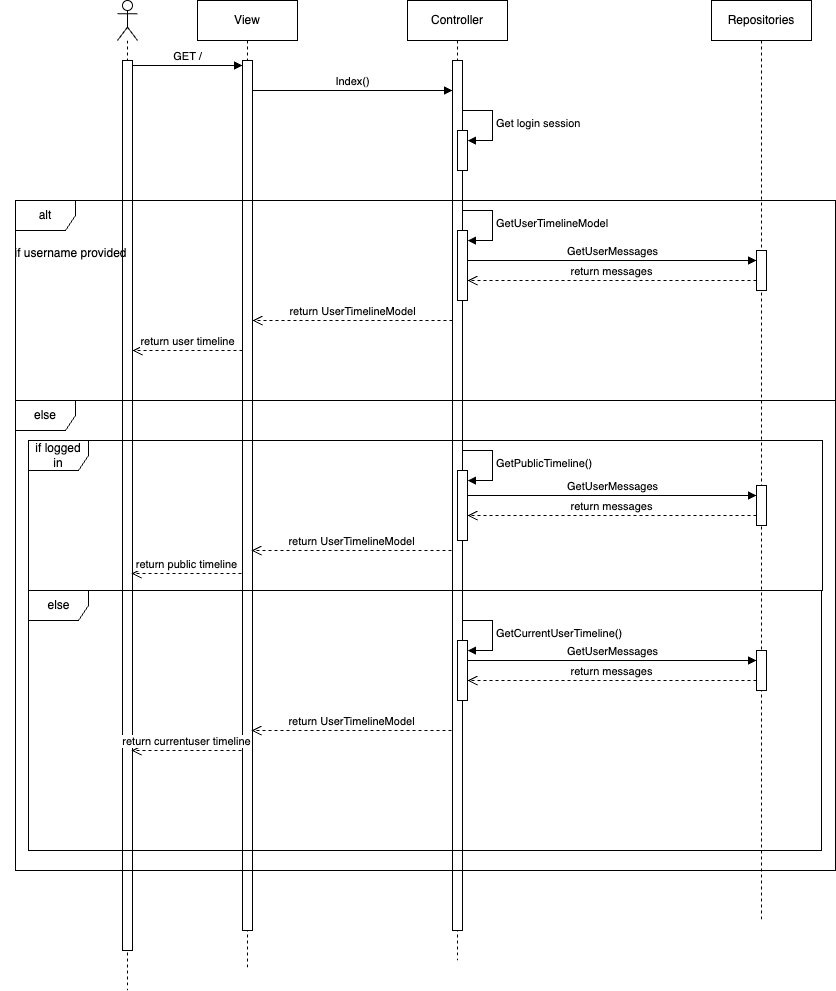 View
Controller
Repositories
GET /
Index()
Get login session
alt
GetUserTimelineModel
if username provided
GetUserMessages
return messages
return UserTimelineModel
return user timeline
else
if logged
in
GetPublicTimeline()
GetUserMessages
return messages
return UserTimelineModel
return public timeline
else
GetCurrentUserTimeline()
GetUserMessages
return messages
return UserTimelineModel
return currentuser timeline